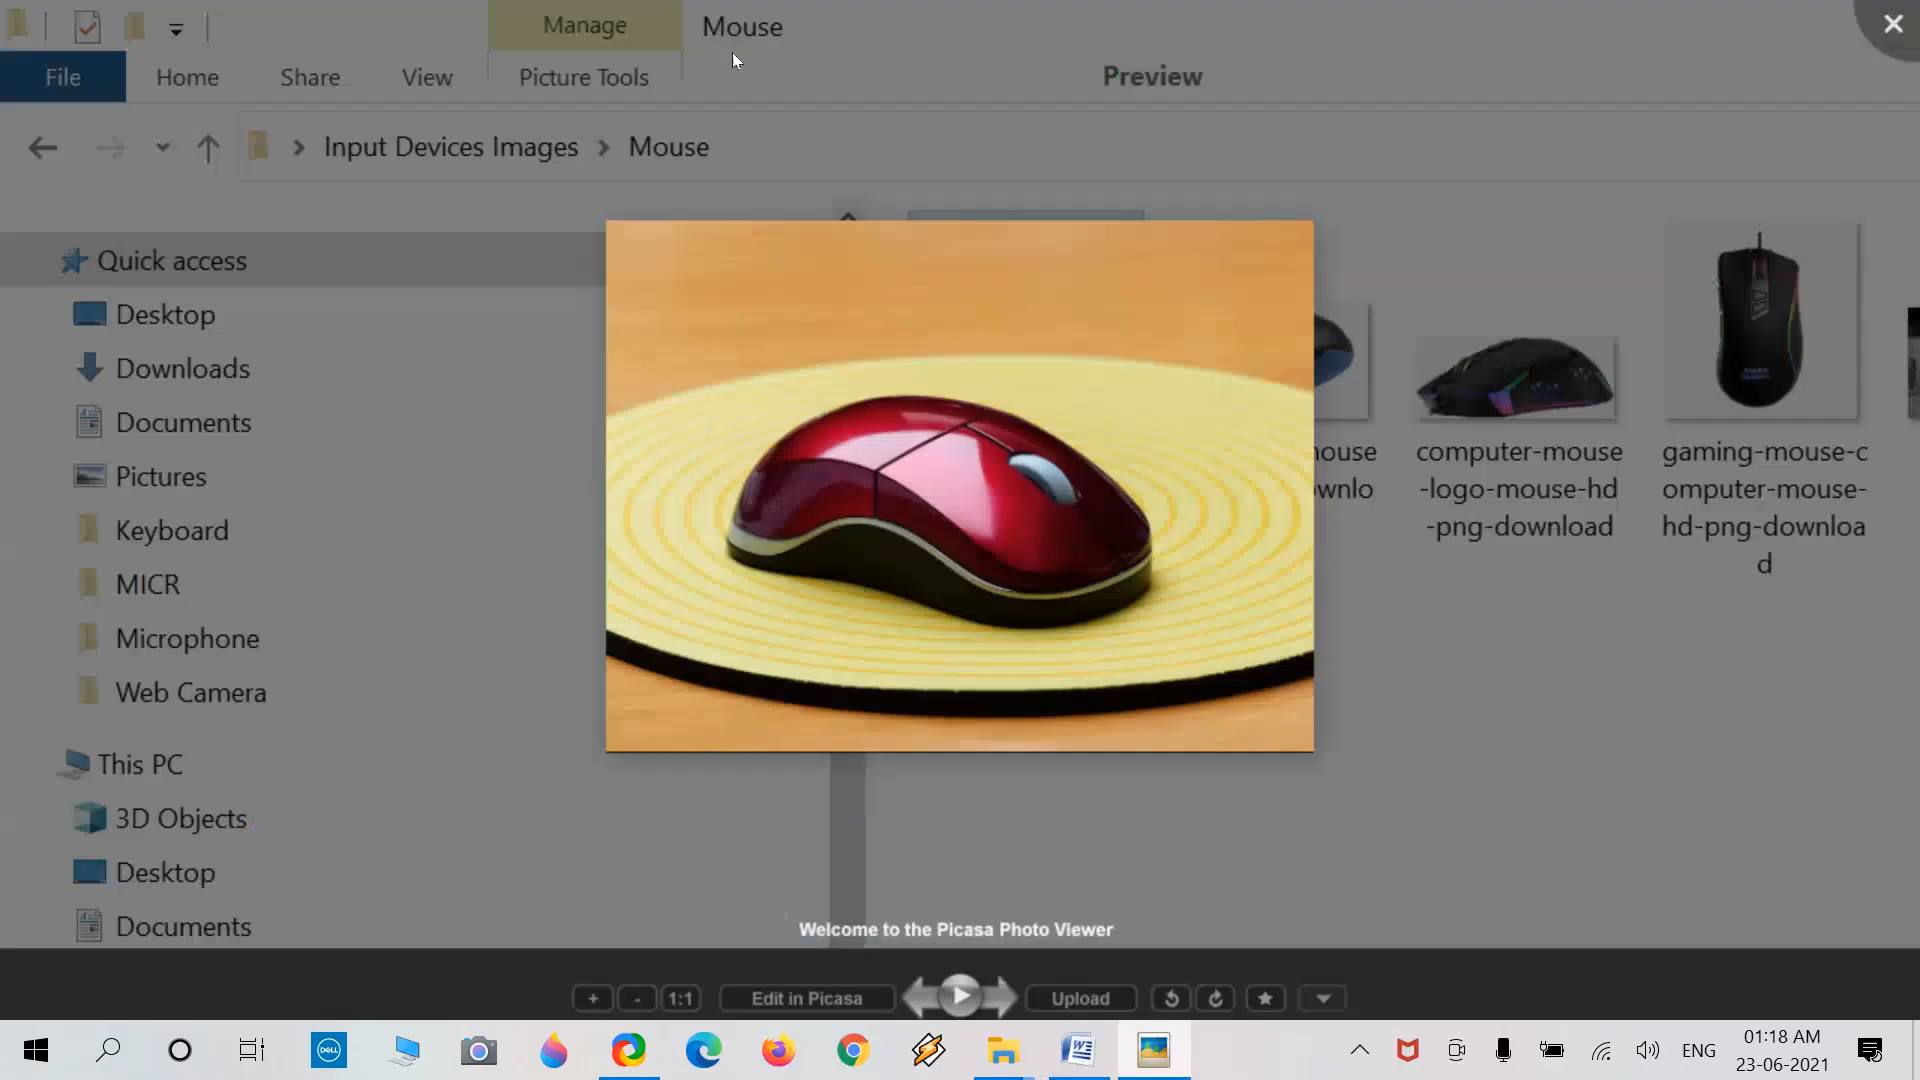 Manage
Mouse
File
Home
Share
View
Picture Tools
Preview
Input Devices Images
Mouse
Quick access
Desktop
Downloads
Documents
Pictures
Keyboard
MICR
Microphone
Web Camera
This PC
3D Objects
Desktop
Documents
computer-mouse
-logo-mouse-hd
-png-download
gaming-mouse-c
omputer-mouse-
hd-png-downloa
d
Welcome to the Picasa Photo Viewer
+
-
1:1
Edit in Picasa
Upload
DELL
ENG
01:18 AM
23-06-2021